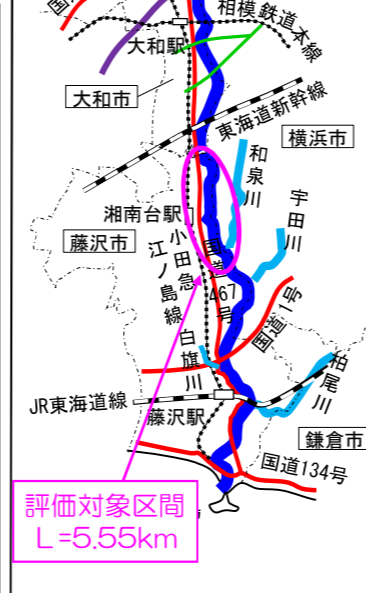 国
相模鉄道本線
大和駅
大和市
東海道新幹線
横浜市
和泉川
宇田川
湘南台駅
藤沢市
小田急
江ノ島線
国道467号
国道1号
白旗川
柏尾川
JR東海道線
藤沢駅
鎌倉市
国道134号
評価対象区間
L=5.55km